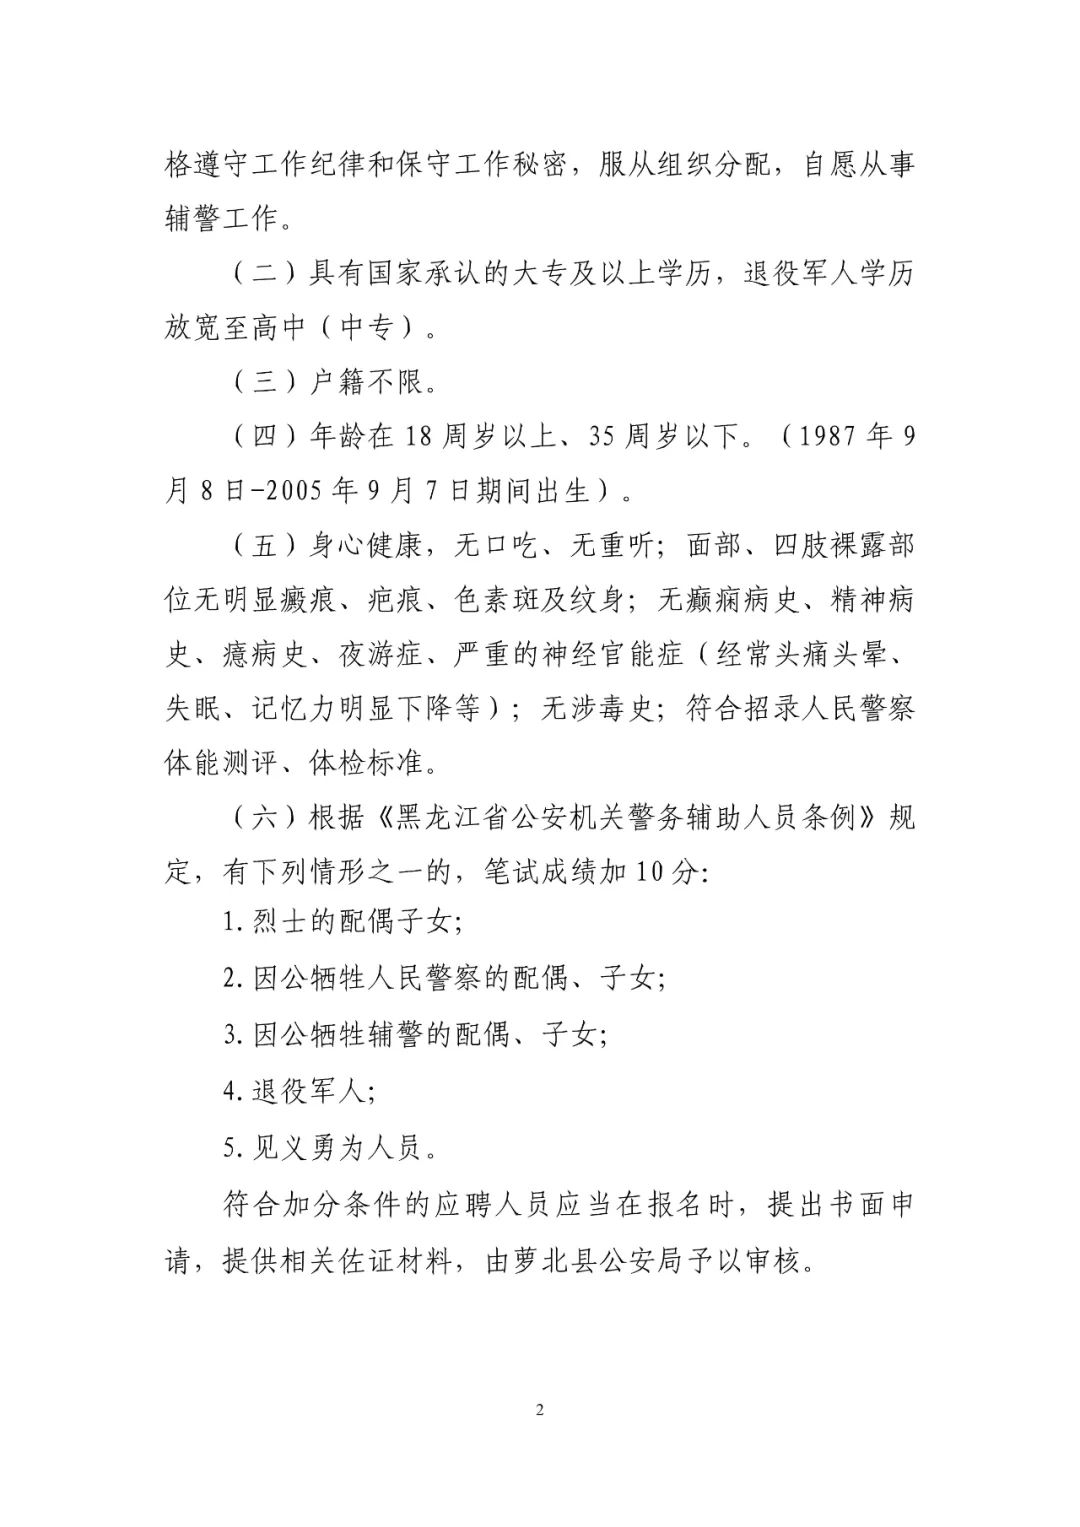 格遵守工作纪律和保守工作秘密，服从组织分配，自愿从事
辅警工作。
（二）具有国家承认的大专及以上学历，退役军人学历
放宽至高中（中专）。
（三）户籍不限。
（四）年龄在 18 周岁以上、35 周岁以下。（1987 年 9
月 8 日-2005 年 9 月 7 日期间出生）。
（五）身心健康，无口吃、无重听；面部、四肢裸露部
位无明显瘢痕、疤痕、色素斑及纹身；无癫痫病史、精神病
史、癔病史、夜游症、严重的神经官能症（经常头痛头晕、
失眠、记忆力明显下降等）；无涉毒史；符合招录人民警察
体能测评、体检标准。
（六）根据《黑龙江省公安机关警务辅助人员条例》规
定，有下列情形之一的，笔试成绩加 10 分：
1. 烈士的配偶子女；
2. 因公牺牲人民警察的配偶、子女；
3. 因公牺牲辅警的配偶、子女；
4. 退役军人；
5. 见义勇为人员。
符合加分条件的应聘人员应当在报名时，提出书面申
请，提供相关佐证材料，由萝北县公安局予以审核。
2